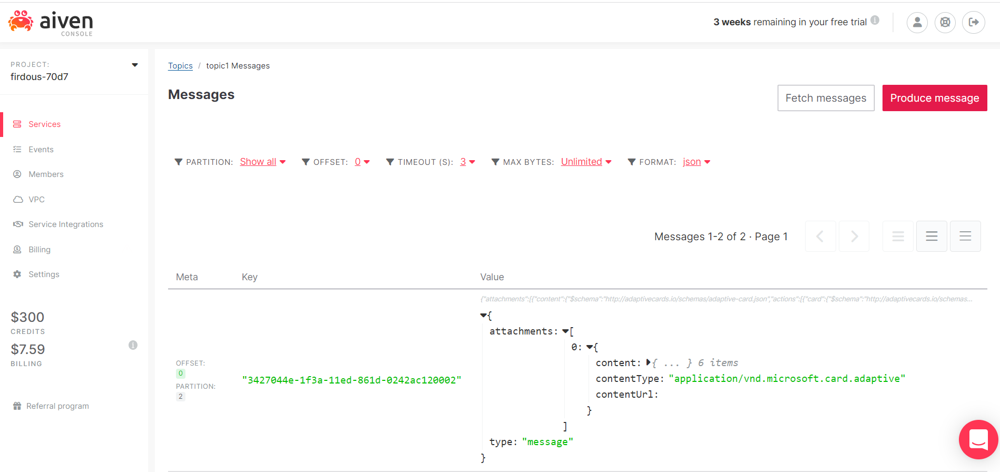 aiven
CONSOLE
3 weeks remaining in your free trial
PROJECT:
firdous-70d7
Services
Events
Members
VPC
Service Integrations
Billing
Settings
$300
CREDITS
$7.59
BILLING
Referral program
Topics / topic1 Messages
Messages
Fetch messages
Produce message
PARTITION: Show all OFFSET: 0 TIMEOUT (S): 3 MAX BYTES: Unlimited FORMAT: json
Messages 1-2 of 2 · Page 1
Meta Key Value
{"attachments":[{"content":{"$schema":"http://adaptivecards.io/schemas/adaptive-card.json","actions":[{"card":{"$schema":"http://adaptivecards.io/schemas...
OFFSET:
0
PARTITION:
2
"3427044e-1f3a-11ed-861d-0242ac120002"
{
attachments: [
0: {
content: { ... } 6 items
contentType: "application/vnd.microsoft.card.adaptive"
contentUrl:
}
]
type: "message"
}